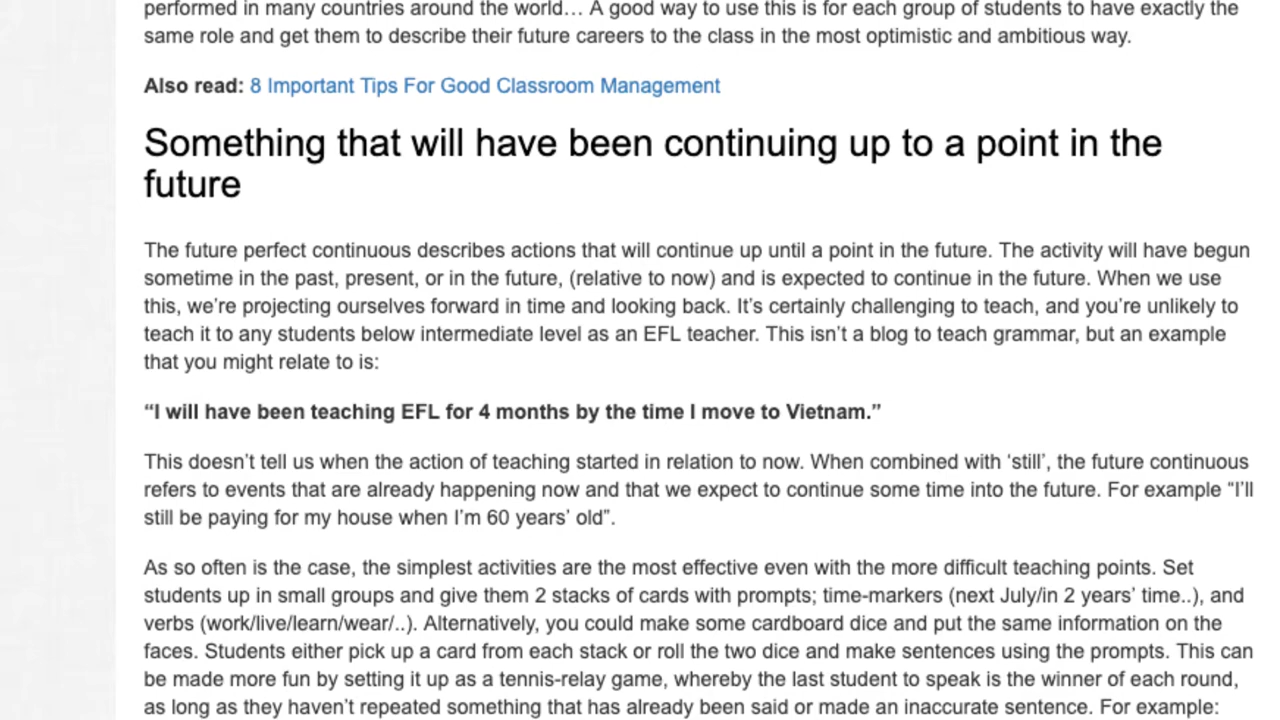 performed in many countries around the world… A good way to use this is for each group of students to have exactly the
same role and get them to describe their future careers to the class in the most optimistic and ambitious way.
Also read: 8 Important Tips For Good Classroom Management
Something that will have been continuing up to a point in the
future
The future perfect continuous describes actions that will continue up until a point in the future. The activity will have begun
sometime in the past, present, or in the future, (relative to now) and is expected to continue in the future. When we use
this, we’re projecting ourselves forward in time and looking back. It’s certainly challenging to teach, and you’re unlikely to
teach it to any students below intermediate level as an EFL teacher. This isn’t a blog to teach grammar, but an example
that you might relate to is:
“I will have been teaching EFL for 4 months by the time I move to Vietnam.”
This doesn’t tell us when the action of teaching started in relation to now. When combined with ‘still’, the future continuous
refers to events that are already happening now and that we expect to continue some time into the future. For example “I’ll
still be paying for my house when I’m 60 years’ old”.
As so often is the case, the simplest activities are the most effective even with the more difficult teaching points. Set
students up in small groups and give them 2 stacks of cards with prompts; time-markers (next July/in 2 years’ time..), and
verbs (work/live/learn/wear/..). Alternatively, you could make some cardboard dice and put the same information on the
faces. Students either pick up a card from each stack or roll the two dice and make sentences using the prompts. This can
be made more fun by setting it up as a tennis-relay game, whereby the last student to speak is the winner of each round,
as long as they haven’t repeated something that has already been said or made an inaccurate sentence. For example: